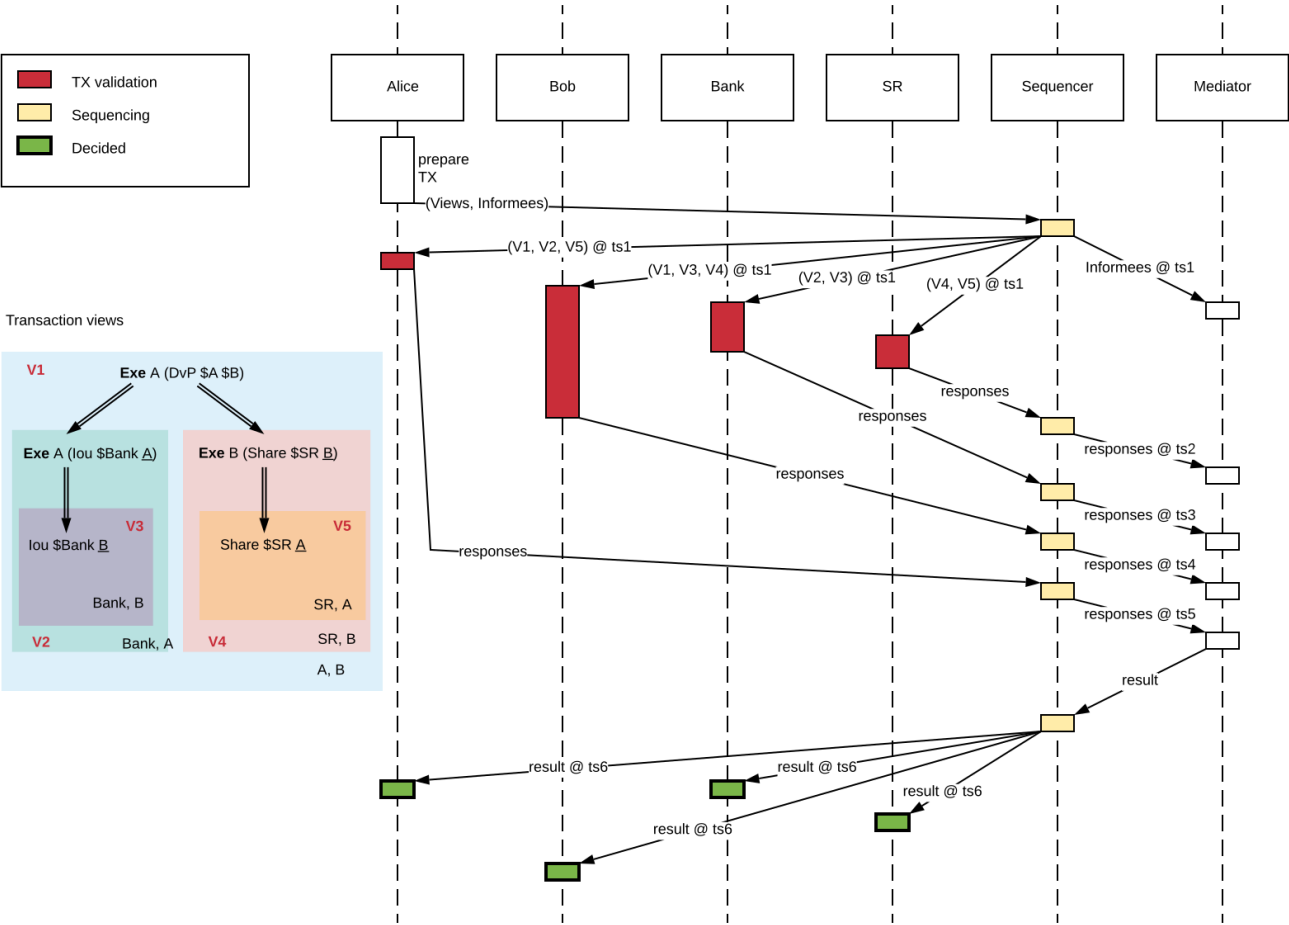 Alice
Bob
Bank
SR
Sequencer
Mediator
TX validation
Sequencing
Decided
prepare
TX
(Views, Informees)
(V1, V2, V5) @ ts1
(V1, V3, V4) @ ts1
(V2, V3) @ ts1
(V4, V5) @ ts1
Informees @ ts1
Transaction views
V1
Exe A (DvP $A $B)
Exe A (Iou $Bank A)
Exe B (Share $SR B)
V3
V5
Iou $Bank B
Share $SR A
Bank, B
SR, A
V2
Bank, A
V4
SR, B
A, B
responses
responses @ ts2
responses
responses @ ts3
responses
responses @ ts4
responses
responses @ ts5
result
result @ ts6
result @ ts6
result @ ts6
result @ ts6